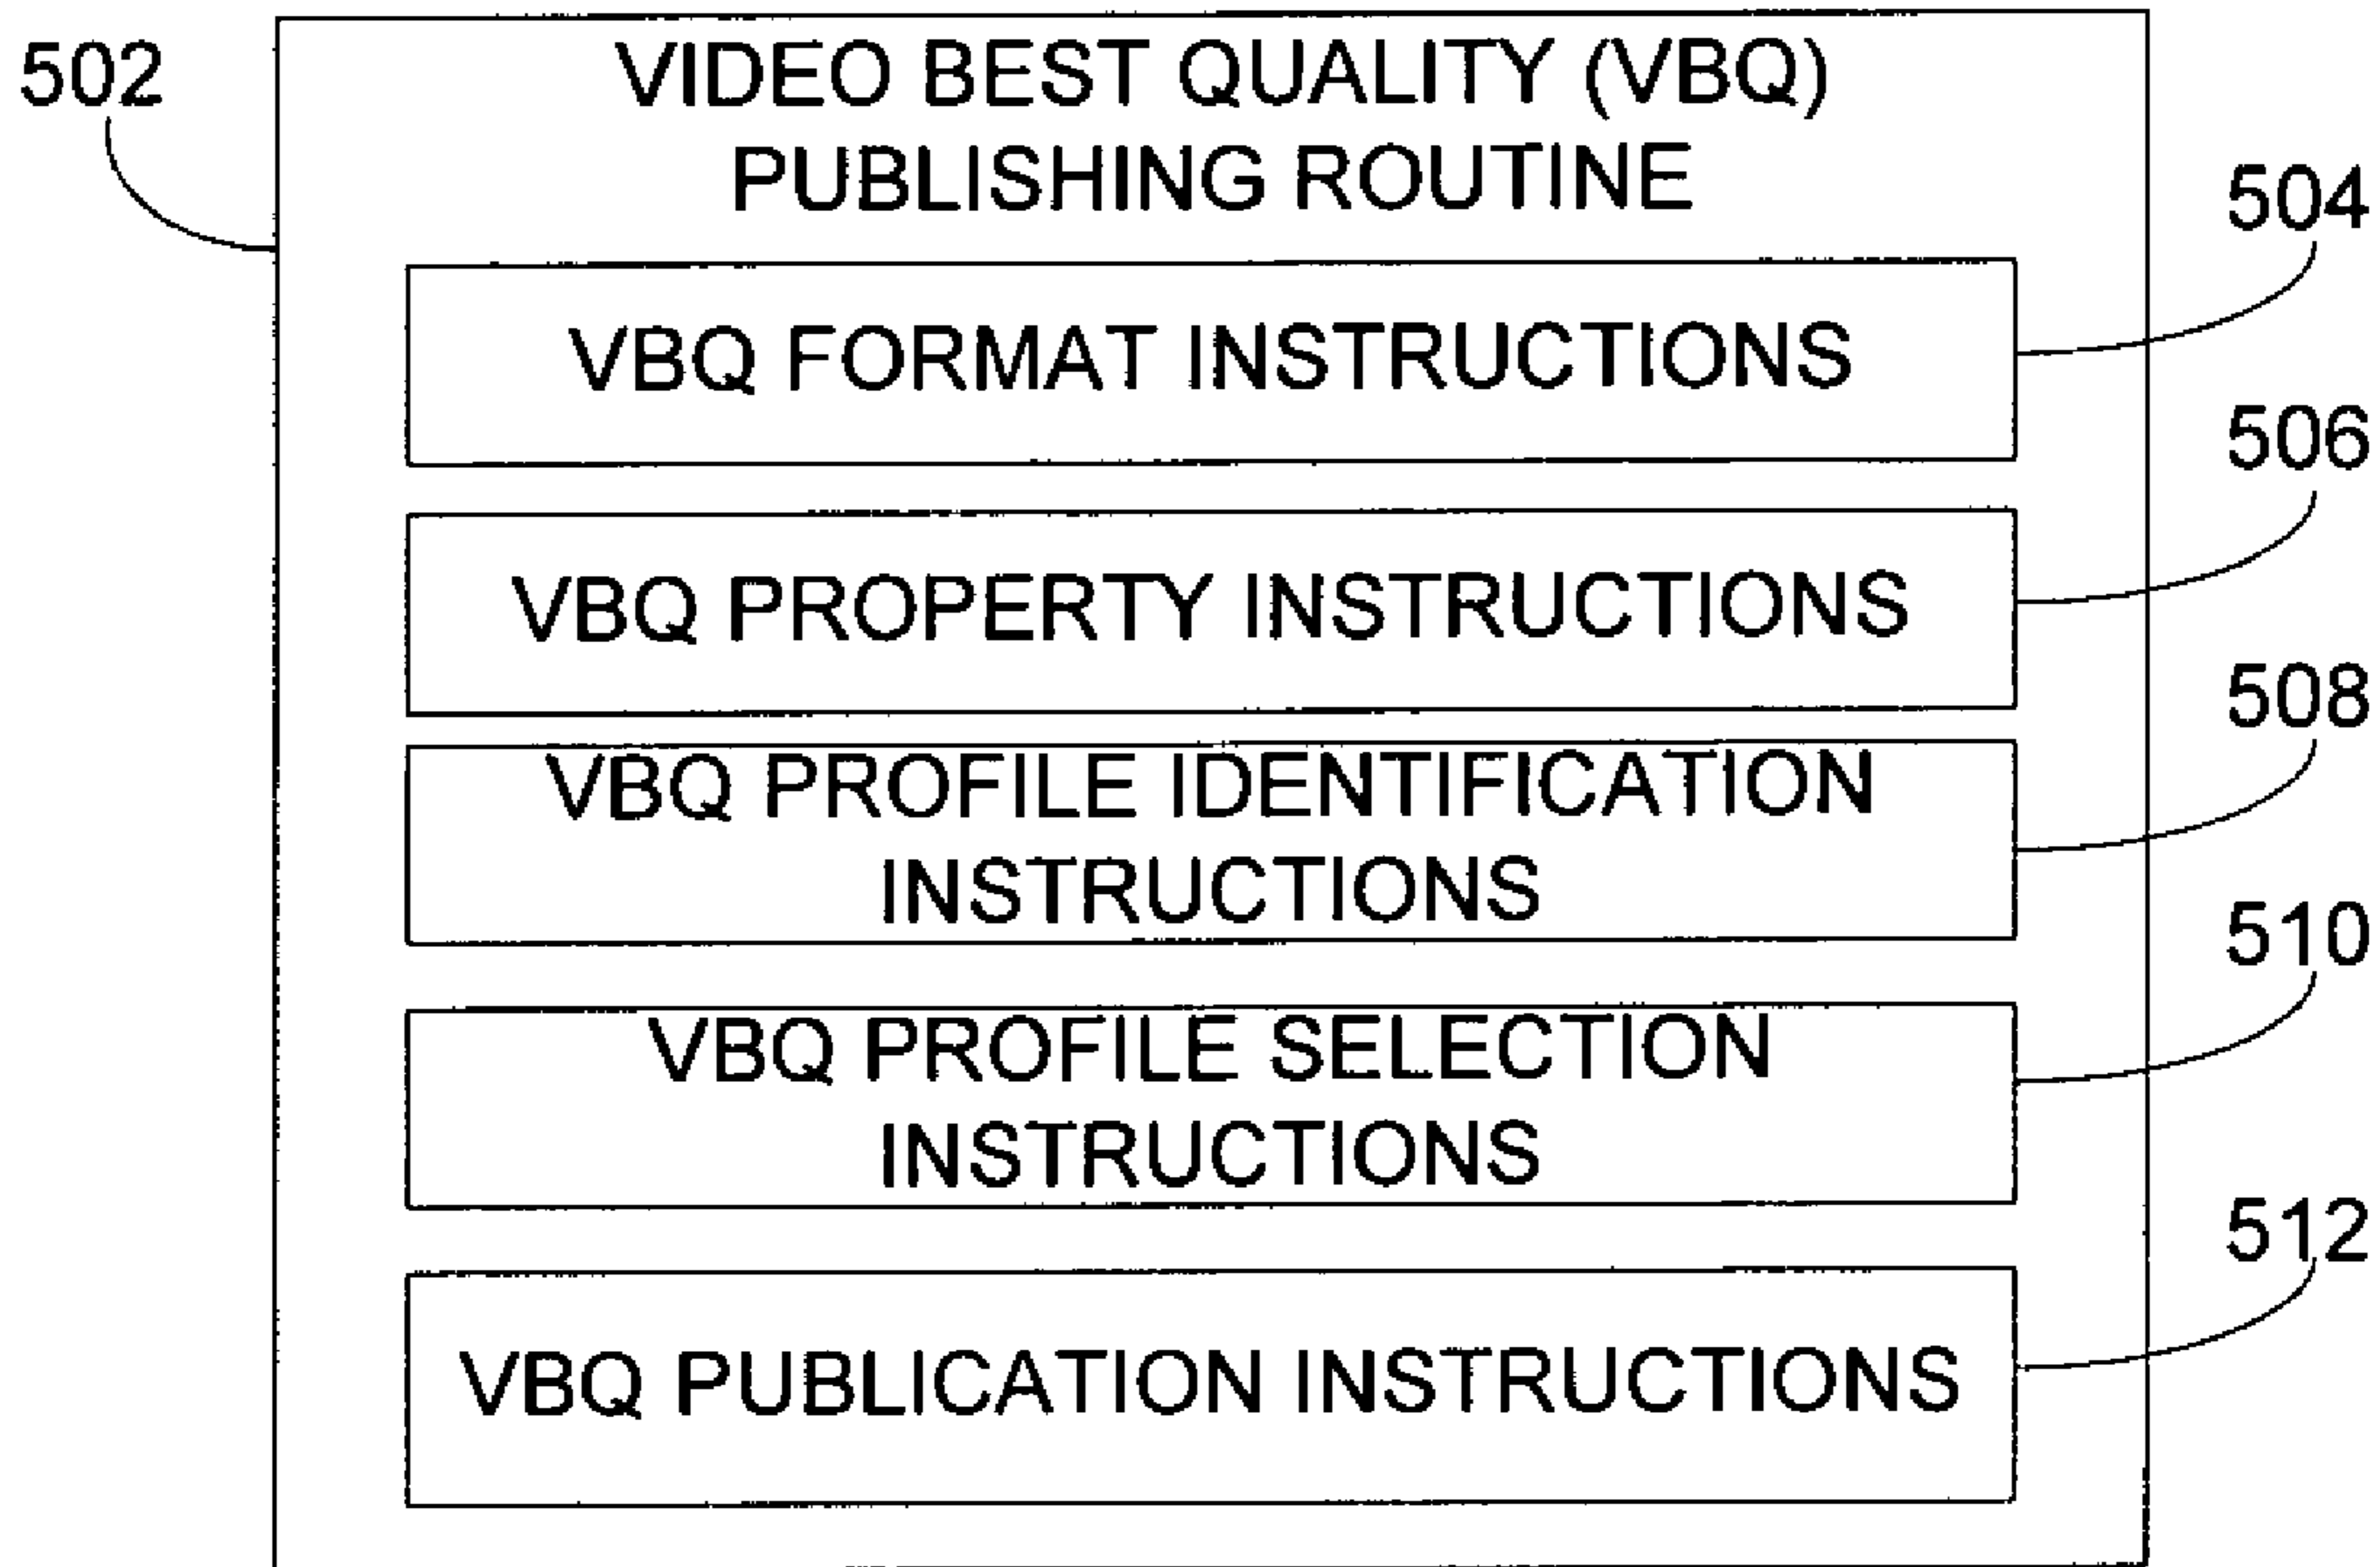 502
VIDEO BEST QUALITY (VBQ)
PUBLISHING ROUTINE
504
VBQ FORMAT INSTRUCTIONS
506
VBQ PROPERTY INSTRUCTIONS
508
VBQ PROFILE IDENTIFICATION
INSTRUCTIONS
510
VBQ PROFILE SELECTION
INSTRUCTIONS
512
VBQ PUBLICATION INSTRUCTIONS